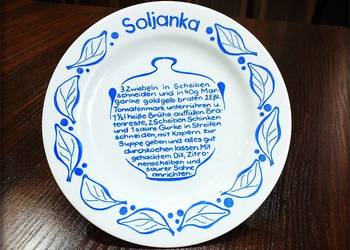 Soljanka
3 Zwiebeln in Scheiben
schneiden und in 40g Mar
garine goldgelb braten. 2 Eßl.
Tomatenmark unterrühren u.
1½ l heiße Brühe auffüllen. Bra-
tenreste, 2 Scheiben Schinken
und 1 saure Gurke in Streifen
schneiden, mit Kapern zur
Suppe geben und alles gut
durchkochen lassen. Mit
gehacktem Dill, Zitro-
nenscheiben und
saurer Sahne
anrichten.